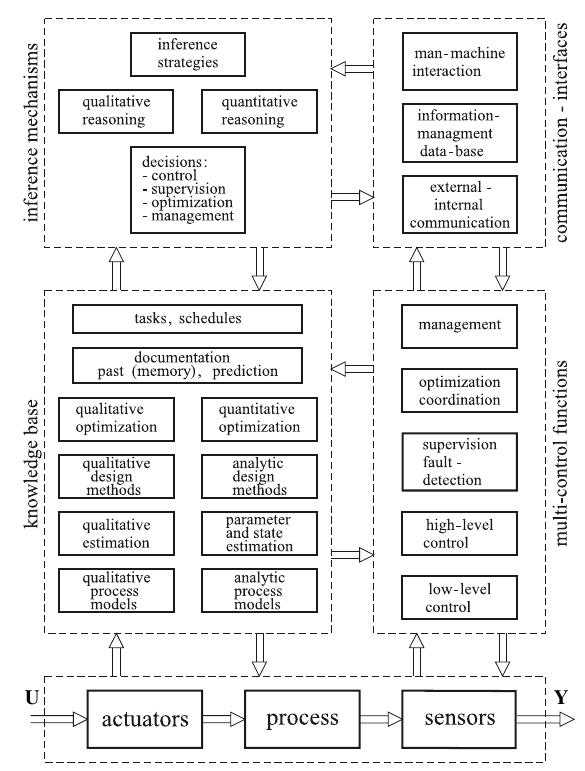 inference mechanisms
inference
strategies
qualitative
reasoning
quantitative
reasoning
decisions:
- control
- supervision
- optimization
- management
communication - interfaces
man-machine
interaction
information-
managment
data-base
external -
internal
communication
knowledge base
tasks, schedules
documentation
past (memory), prediction
qualitative
optimization
quantitative
optimization
qualitative
design
methods
analytic
design
methods
qualitative
estimation
parameter
and state
estimation
qualitative
process
models
analytic
process
models
multi-control functions
management
optimization
coordination
supervision
fault -
detection
high-level
control
low-level
control
U
actuators
process
sensors
Y